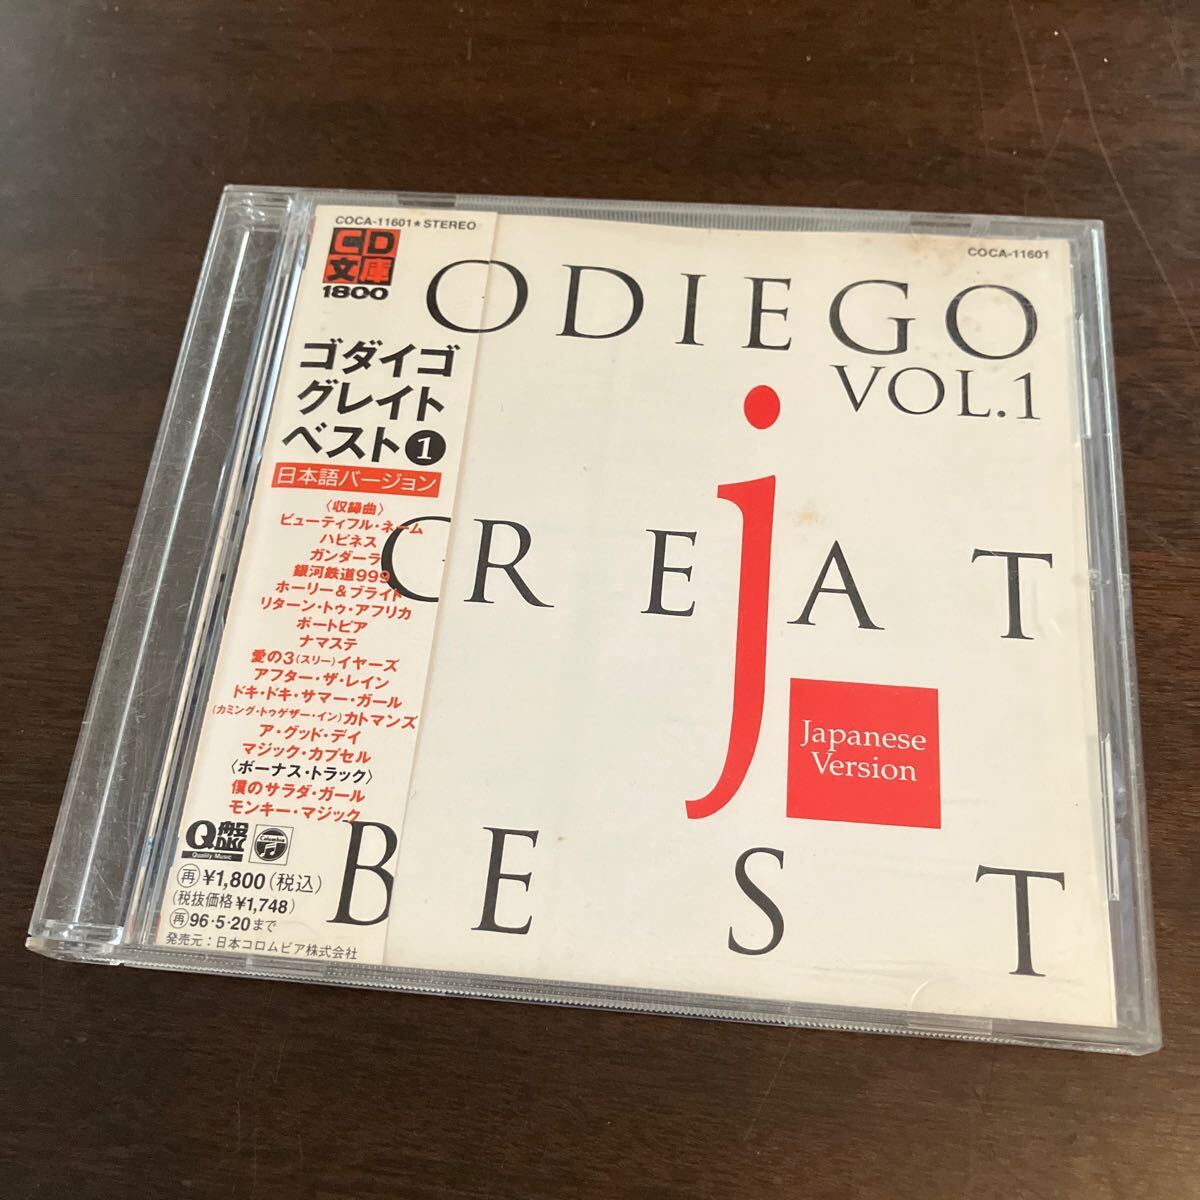 COCA-11601★STEREO
CD
文庫
1800
ゴダイゴ
グレイト
ベスト❶
日本語バージョン
〈収録曲〉
ビューティフル・ネーム
ハピネス
ガンダーラ
銀河鉄道999
ホーリー&ブライト
リターン・トゥ・アフリカ
ポートピア
ナマステ
愛の3(スリー)イヤーズ
アフター・ザ・レイン
ドキ・ドキ・サマー・ガール
(カミング・トゥゲザー・イン)カトマンズ
ア・グッド・デイ
マジック・カプセル
〈ボーナス・トラック〉
僕のサラダ・ガール
モンキー・マジック
Q盤
Quality Music
Columbia
再 ¥1,800(税込)
(税抜価格¥1,748)
再 96・5・20まで
発売元：日本コロムビア株式会社
COCA-11601
ODIEGO
VOL.1
j
GREAT
Japanese
Version
BEST